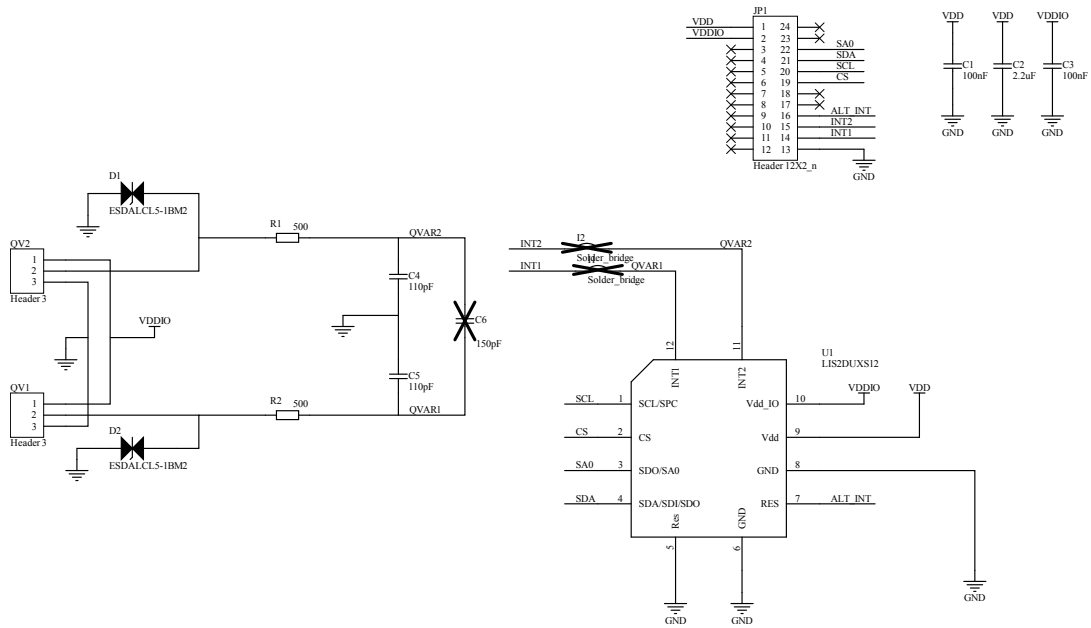 JP1
VDD 1 24
VDDIO 2 23
3 22 SA0
4 21 SDA
5 20 SCL
6 19 CS
7 18
8 17
9 16 ALT_INT
10 15 INT2
11 14 INT1
12 13
Header 12X2_n
GND
VDD
C1
100nF
GND
VDD
C2
2.2uF
GND
VDDIO
C3
100nF
GND
D1
ESDALCL5-1BM2
R1 500
QVAR2
QV2
1
2
3
Header 3
VDDIO
C4
110pF
C6
150pF
C5
110pF
QV1
1
2
3
Header 3
R2 500
QVAR1
D2
ESDALCL5-1BM2
I2
INT2 QVAR2
Solder_bridge
INT1 QVAR1
Solder_bridge
12 11
U1
LIS2DUXS12
INT1 INT2
VDDIO VDD
SCL 1 SCL/SPC Vdd_IO 10
CS 2 CS Vdd 9
SA0 3 SDO/SA0 GND 8
SDA 4 SDA/SDI/SDO RES 7 ALT_INT
Res GND
5 6
GND
GND
GND